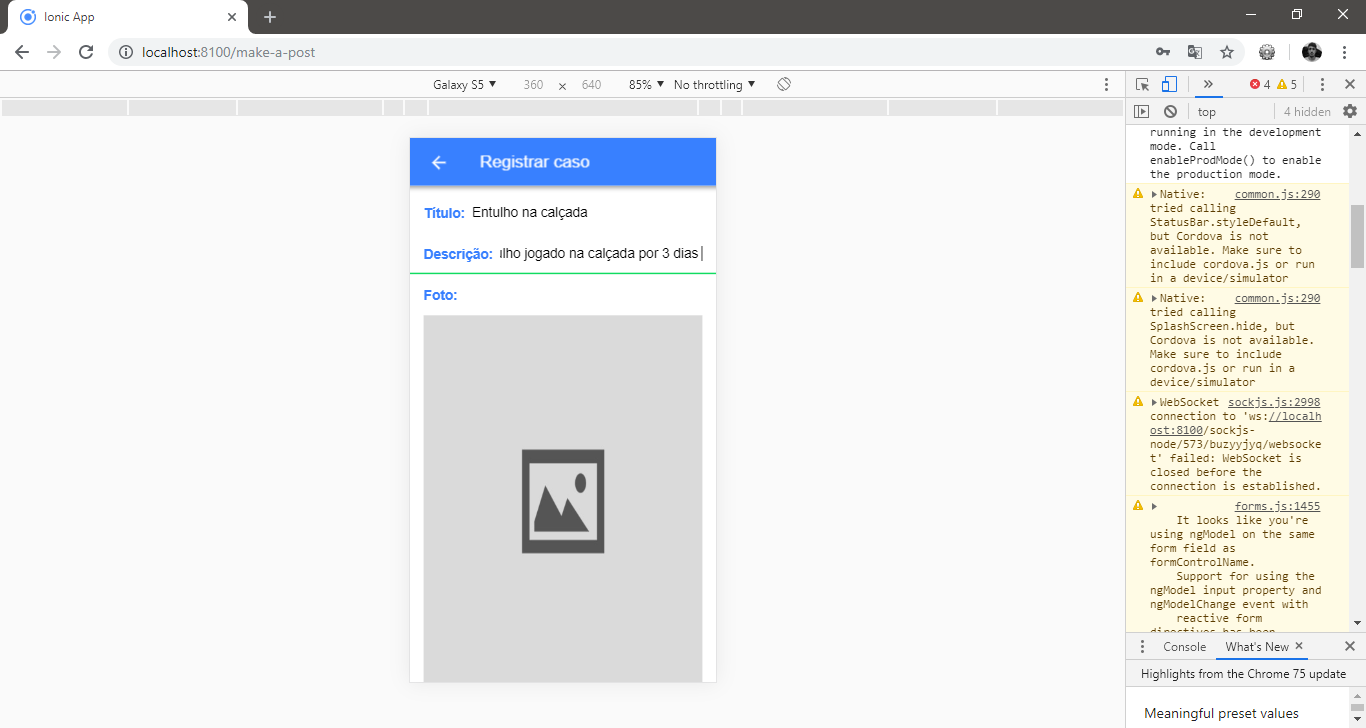 Ionic App
localhost:8100/make-a-post
Galaxy S5 ▼ 360 × 640 85% ▼ No throttling ▼
4 5
top 4 hidden
Registrar caso
Título: Entulho na calçada
Descrição: ulho jogado na calçada por 3 dias
Foto:
running in the development
mode. Call
enableProdMode() to enable
the production mode.
Native: common.js:290
tried calling
StatusBar.styleDefault,
but Cordova is not
available. Make sure to
include cordova.js or run
in a device/simulator
Native: common.js:290
tried calling
SplashScreen.hide, but
Cordova is not available.
Make sure to include
cordova.js or run in a
device/simulator
WebSocket sockjs.js:2998
connection to 'ws://localh
ost:8100/sockjs-
node/573/buzyyjyq/websocke
t' failed: WebSocket is
closed before the
connection is established.
forms.js:1455
It looks like you're
using ngModel on the same
form field as
formControlName.
Support for using the
ngModel input property and
ngModelChange event with
reactive form
directives has been
Console What's New
Highlights from the Chrome 75 update
Meaningful preset values